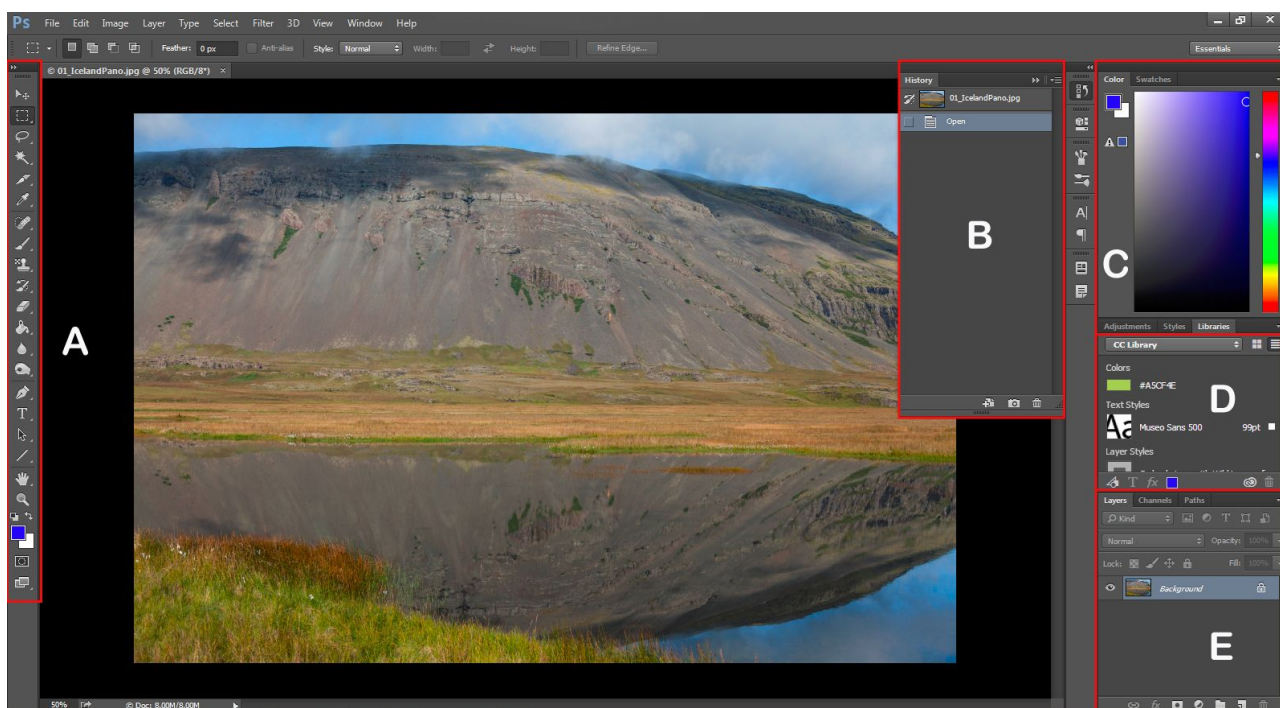 Ps File Edit Image Layer Type Select Filter 3D View Window Help
Feather: 0 px Anti-alias Style: Normal Width: Height: Refine Edge... Essentials
© 01_IcelandPano.jpg @ 50% (RGB/8*) ×
A
History
01_IcelandPano.jpg
Open
B
Color Swatches
C
Adjustments Styles Libraries
CC Library
Colors
#A5CF4E
Text Styles
Aa Museo Sans 500 99pt
Layer Styles
D
T fx
Layers Channels Paths
Kind T
Normal Opacity: 100%
Lock: Fill: 100%
Background
E
fx
50% © Doc: 8.00M/8.00M